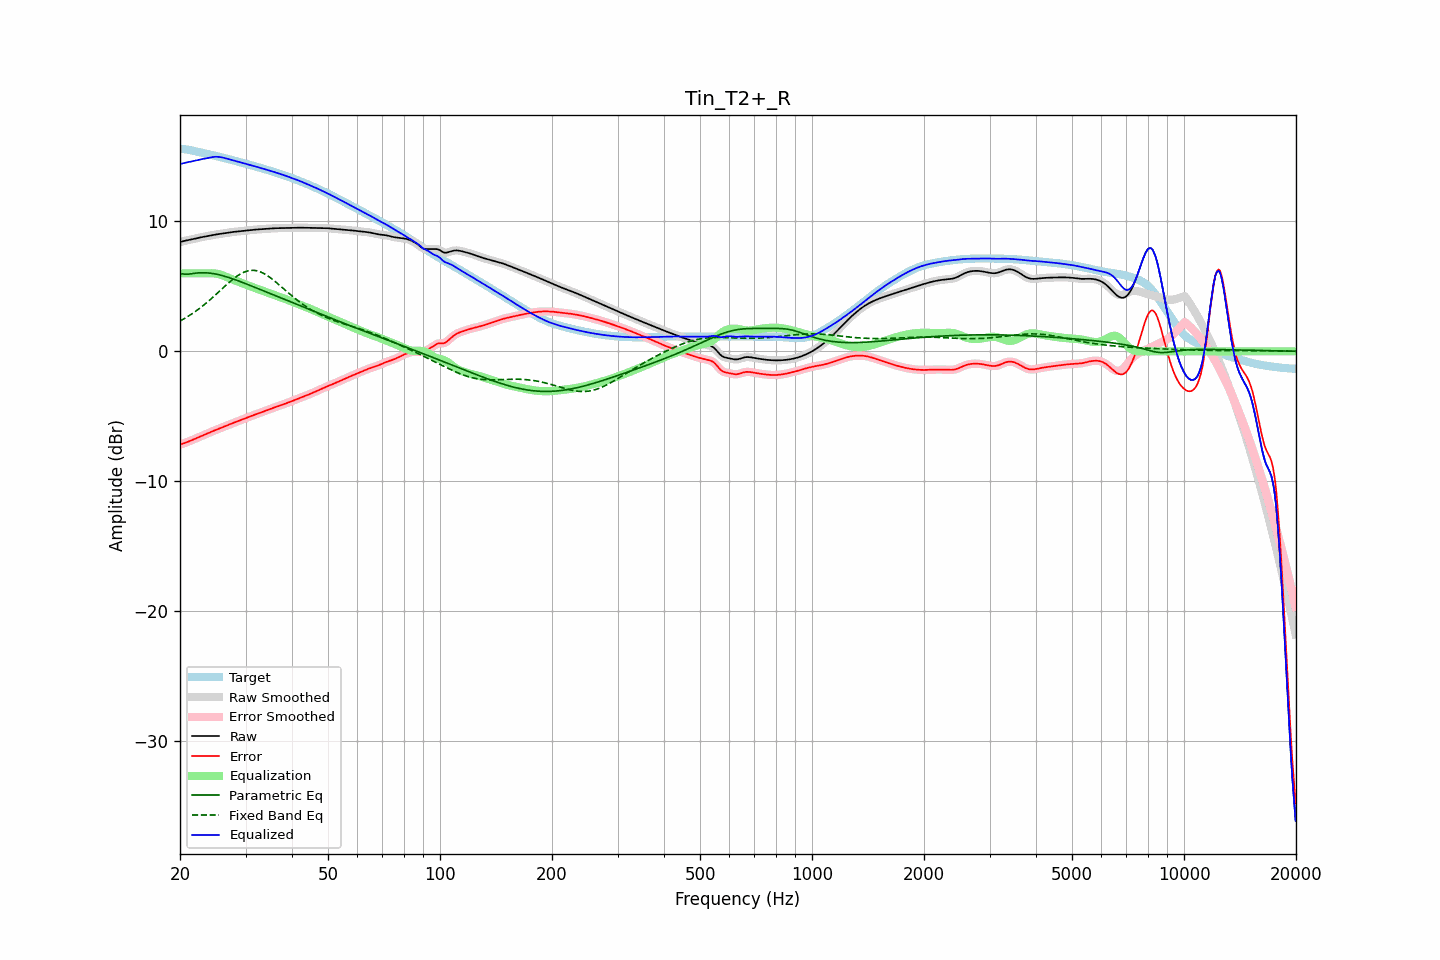 Tin_T2+_R
10
0
−10
−20
−30
Amplitude (dBr)
Target
Raw Smoothed
Error Smoothed
Raw
Error
Equalization
Parametric Eq
Fixed Band Eq
Equalized
20 50 100 200 500 1000 2000 5000 10000 20000
Frequency (Hz)